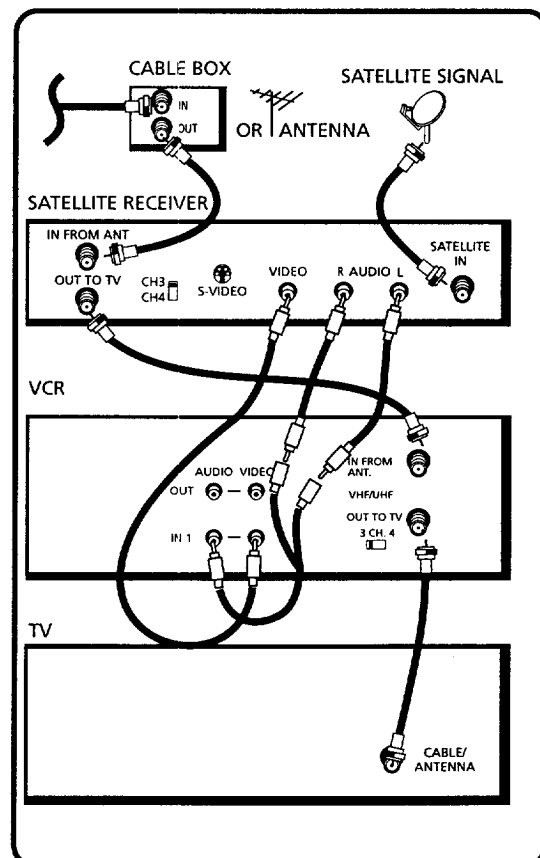 CABLE BOX
SATELLITE SIGNAL
IN
OUT
OR ANTENNA
SATELLITE RECEIVER
IN FROM ANT
OUT TO TV
CH3
CH4
S-VIDEO
VIDEO
R AUDIO L
SATELLITE
IN
VCR
AUDIO VIDEO
OUT
IN 1
IN FROM
ANT.
VHF/UHF
OUT TO TV
3 CH. 4
TV
CABLE/
ANTENNA